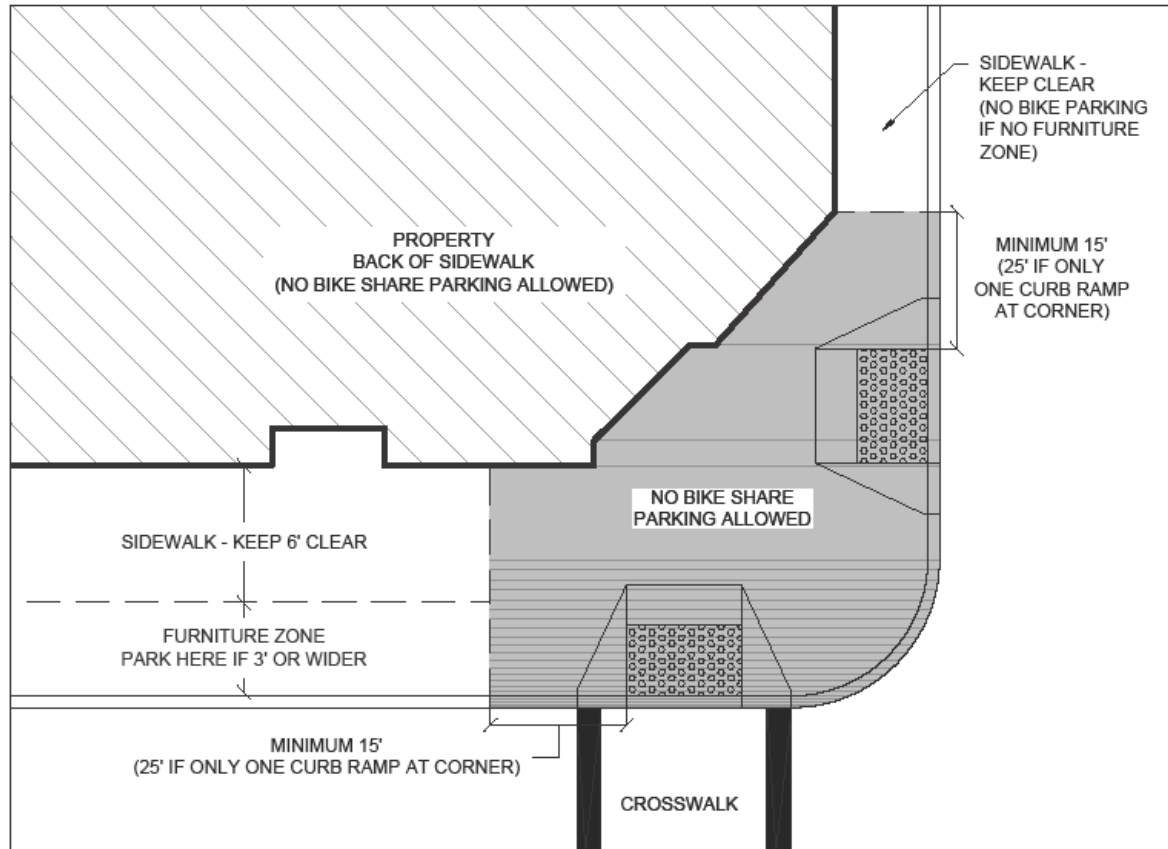 SIDEWALK -
KEEP CLEAR
(NO BIKE PARKING
IF NO FURNITURE
ZONE)
PROPERTY
BACK OF SIDEWALK
(NO BIKE SHARE PARKING ALLOWED)
MINIMUM 15'
(25' IF ONLY
ONE CURB RAMP
AT CORNER)
NO BIKE SHARE
PARKING ALLOWED
SIDEWALK - KEEP 6' CLEAR
FURNITURE ZONE
PARK HERE IF 3' OR WIDER
MINIMUM 15'
(25' IF ONLY ONE CURB RAMP AT CORNER)
CROSSWALK